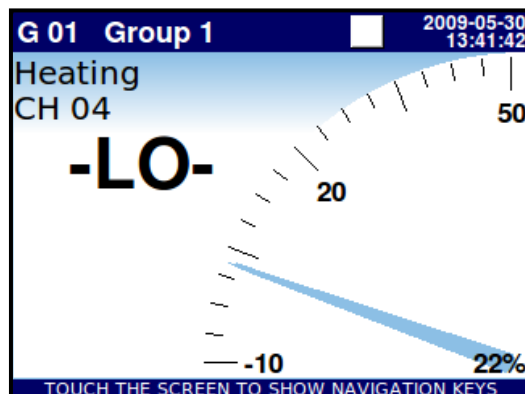 G 01 Group 1
2009-05-30
13:41:42
Heating
CH 04
-LO-
50
20
-10
22%
TOUCH THE SCREEN TO SHOW NAVIGATION KEYS